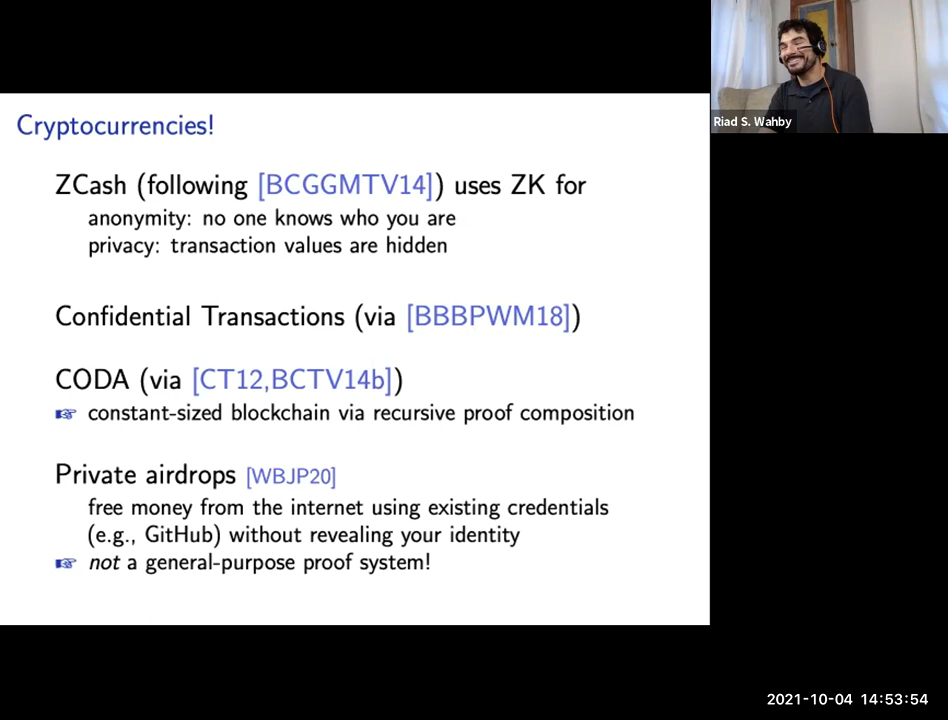 Riad S. Wahby
Cryptocurrencies!
ZCash (following [BCGGMTV14]) uses ZK for
anonymity: no one knows who you are
privacy: transaction values are hidden
Confidential Transactions (via [BBBPWM18])
CODA (via [CT12,BCTV14b])
☞ constant-sized blockchain via recursive proof composition
Private airdrops [WBJP20]
free money from the internet using existing credentials
(e.g., GitHub) without revealing your identity
☞ not a general-purpose proof system!
2021-10-04 14:53:54